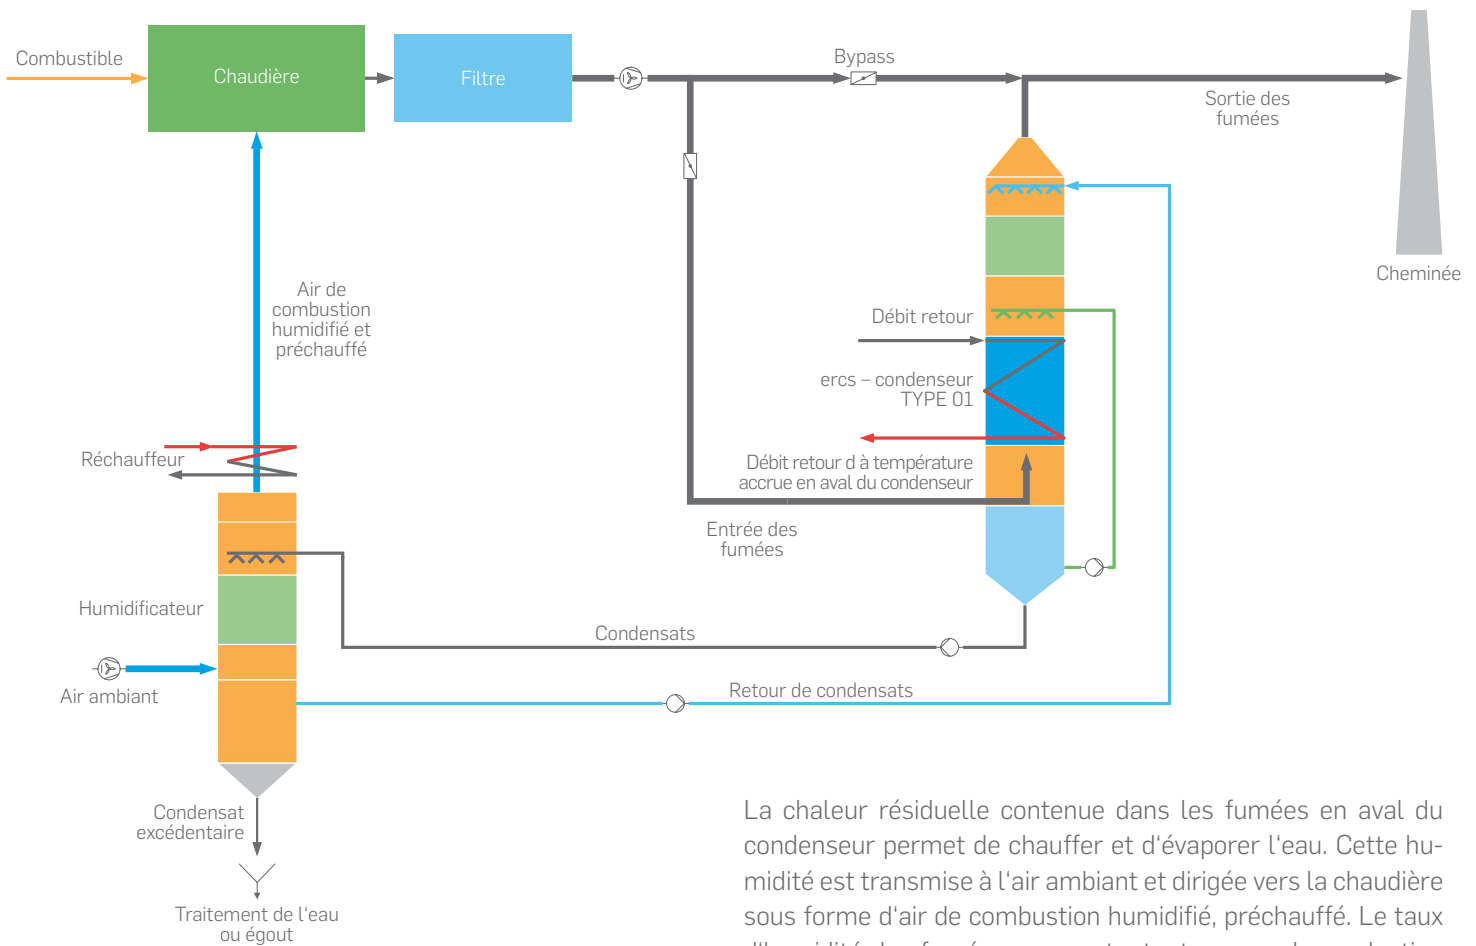 Combustible
Chaudière
Filtre
Bypass
Sortie des
fumées
Cheminée
Air de
combustion
humidifié et
préchauffé
Débit retour
ercs – condenseur
TYPE 01
Réchauffeur
Débit retour d à température
accrue en aval du condenseur
Entrée des
fumées
Humidificateur
Condensats
Air ambiant
Retour de condensats
Condensat
excédentaire
Traitement de l'eau
ou égout
La chaleur résiduelle contenue dans les fumées en aval du
condenseur permet de chauffer et d‘évaporer l‘eau. Cette hu-
midité est transmise à l‘air ambiant et dirigée vers la chaudière
sous forme d‘air de combustion humidifié, préchauffé. Le taux